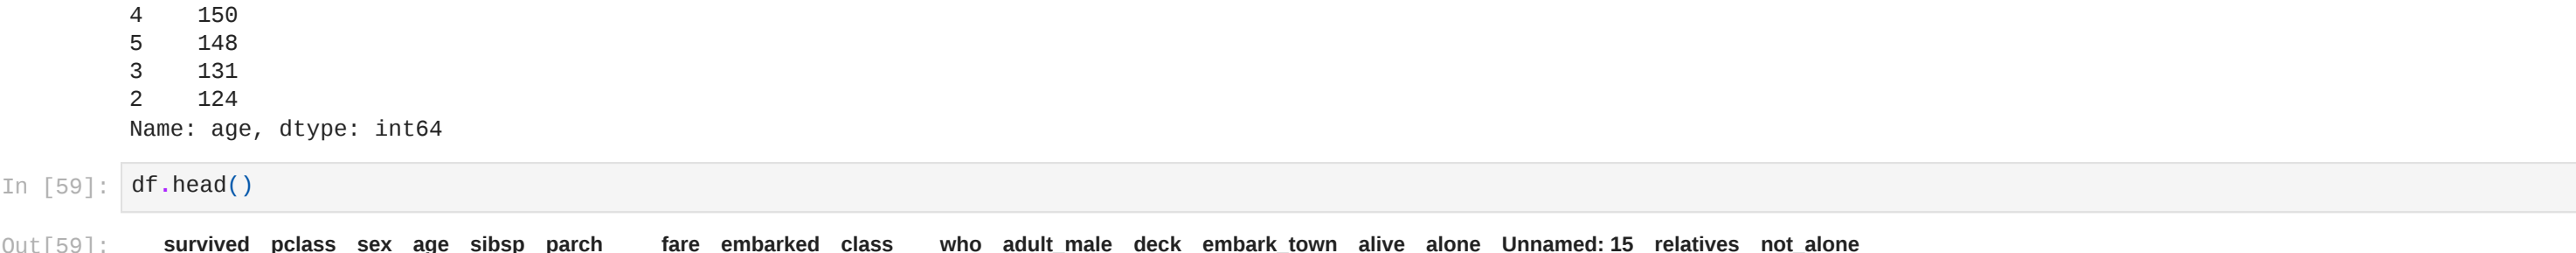 4    150
5    148
3    131
2    124
Name: age, dtype: int64
In [59]: df.head()
Out[59]: survived pclass sex age sibsp parch fare embarked class who adult_male deck embark_town alive alone Unnamed: 15 relatives not_alone